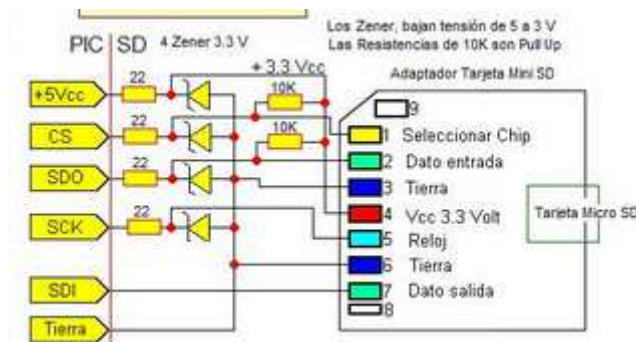 Los Zener, bajan tensión de 5 a 3 V
Las Resistencias de 10K son Pull Up
PIC SD 4 Zener 3.3 V
+ 3.3 Vcc
Adaptador Tarjeta Mini SD
+5Vcc
22
10K
9
CS
22
10K
1 Seleccionar Chip
2 Dato entrada
SDO
22
3 Tierra
4 Vcc 3.3 Volt
Tarjeta Micro SD
SCK
22
5 Reloj
6 Tierra
SDI
7 Dato salida
8
Tierra